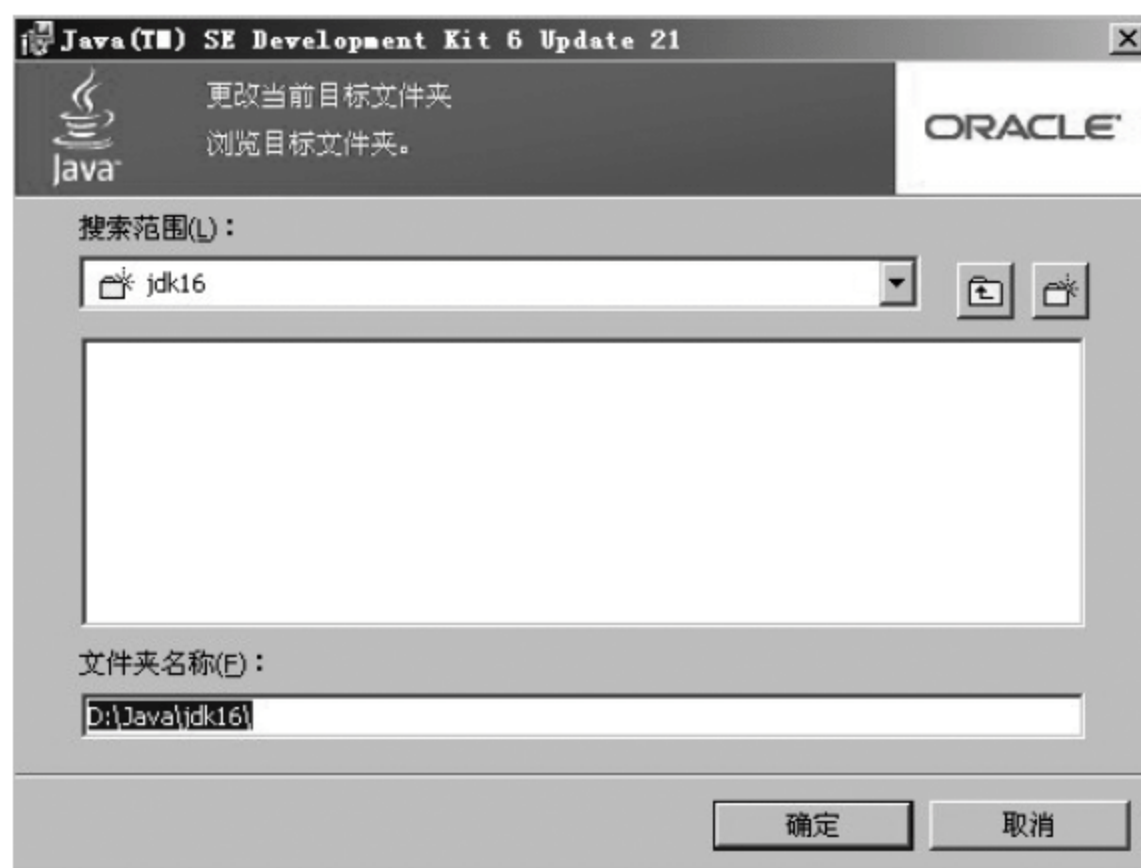 Java(TM) SE Development Kit 6 Update 21
更改当前目标文件夹
浏览目标文件夹。
Java
ORACLE
搜索范围(L)：
jdk16
文件夹名称(F)：
D:\Java\jdk16\
确定
取消